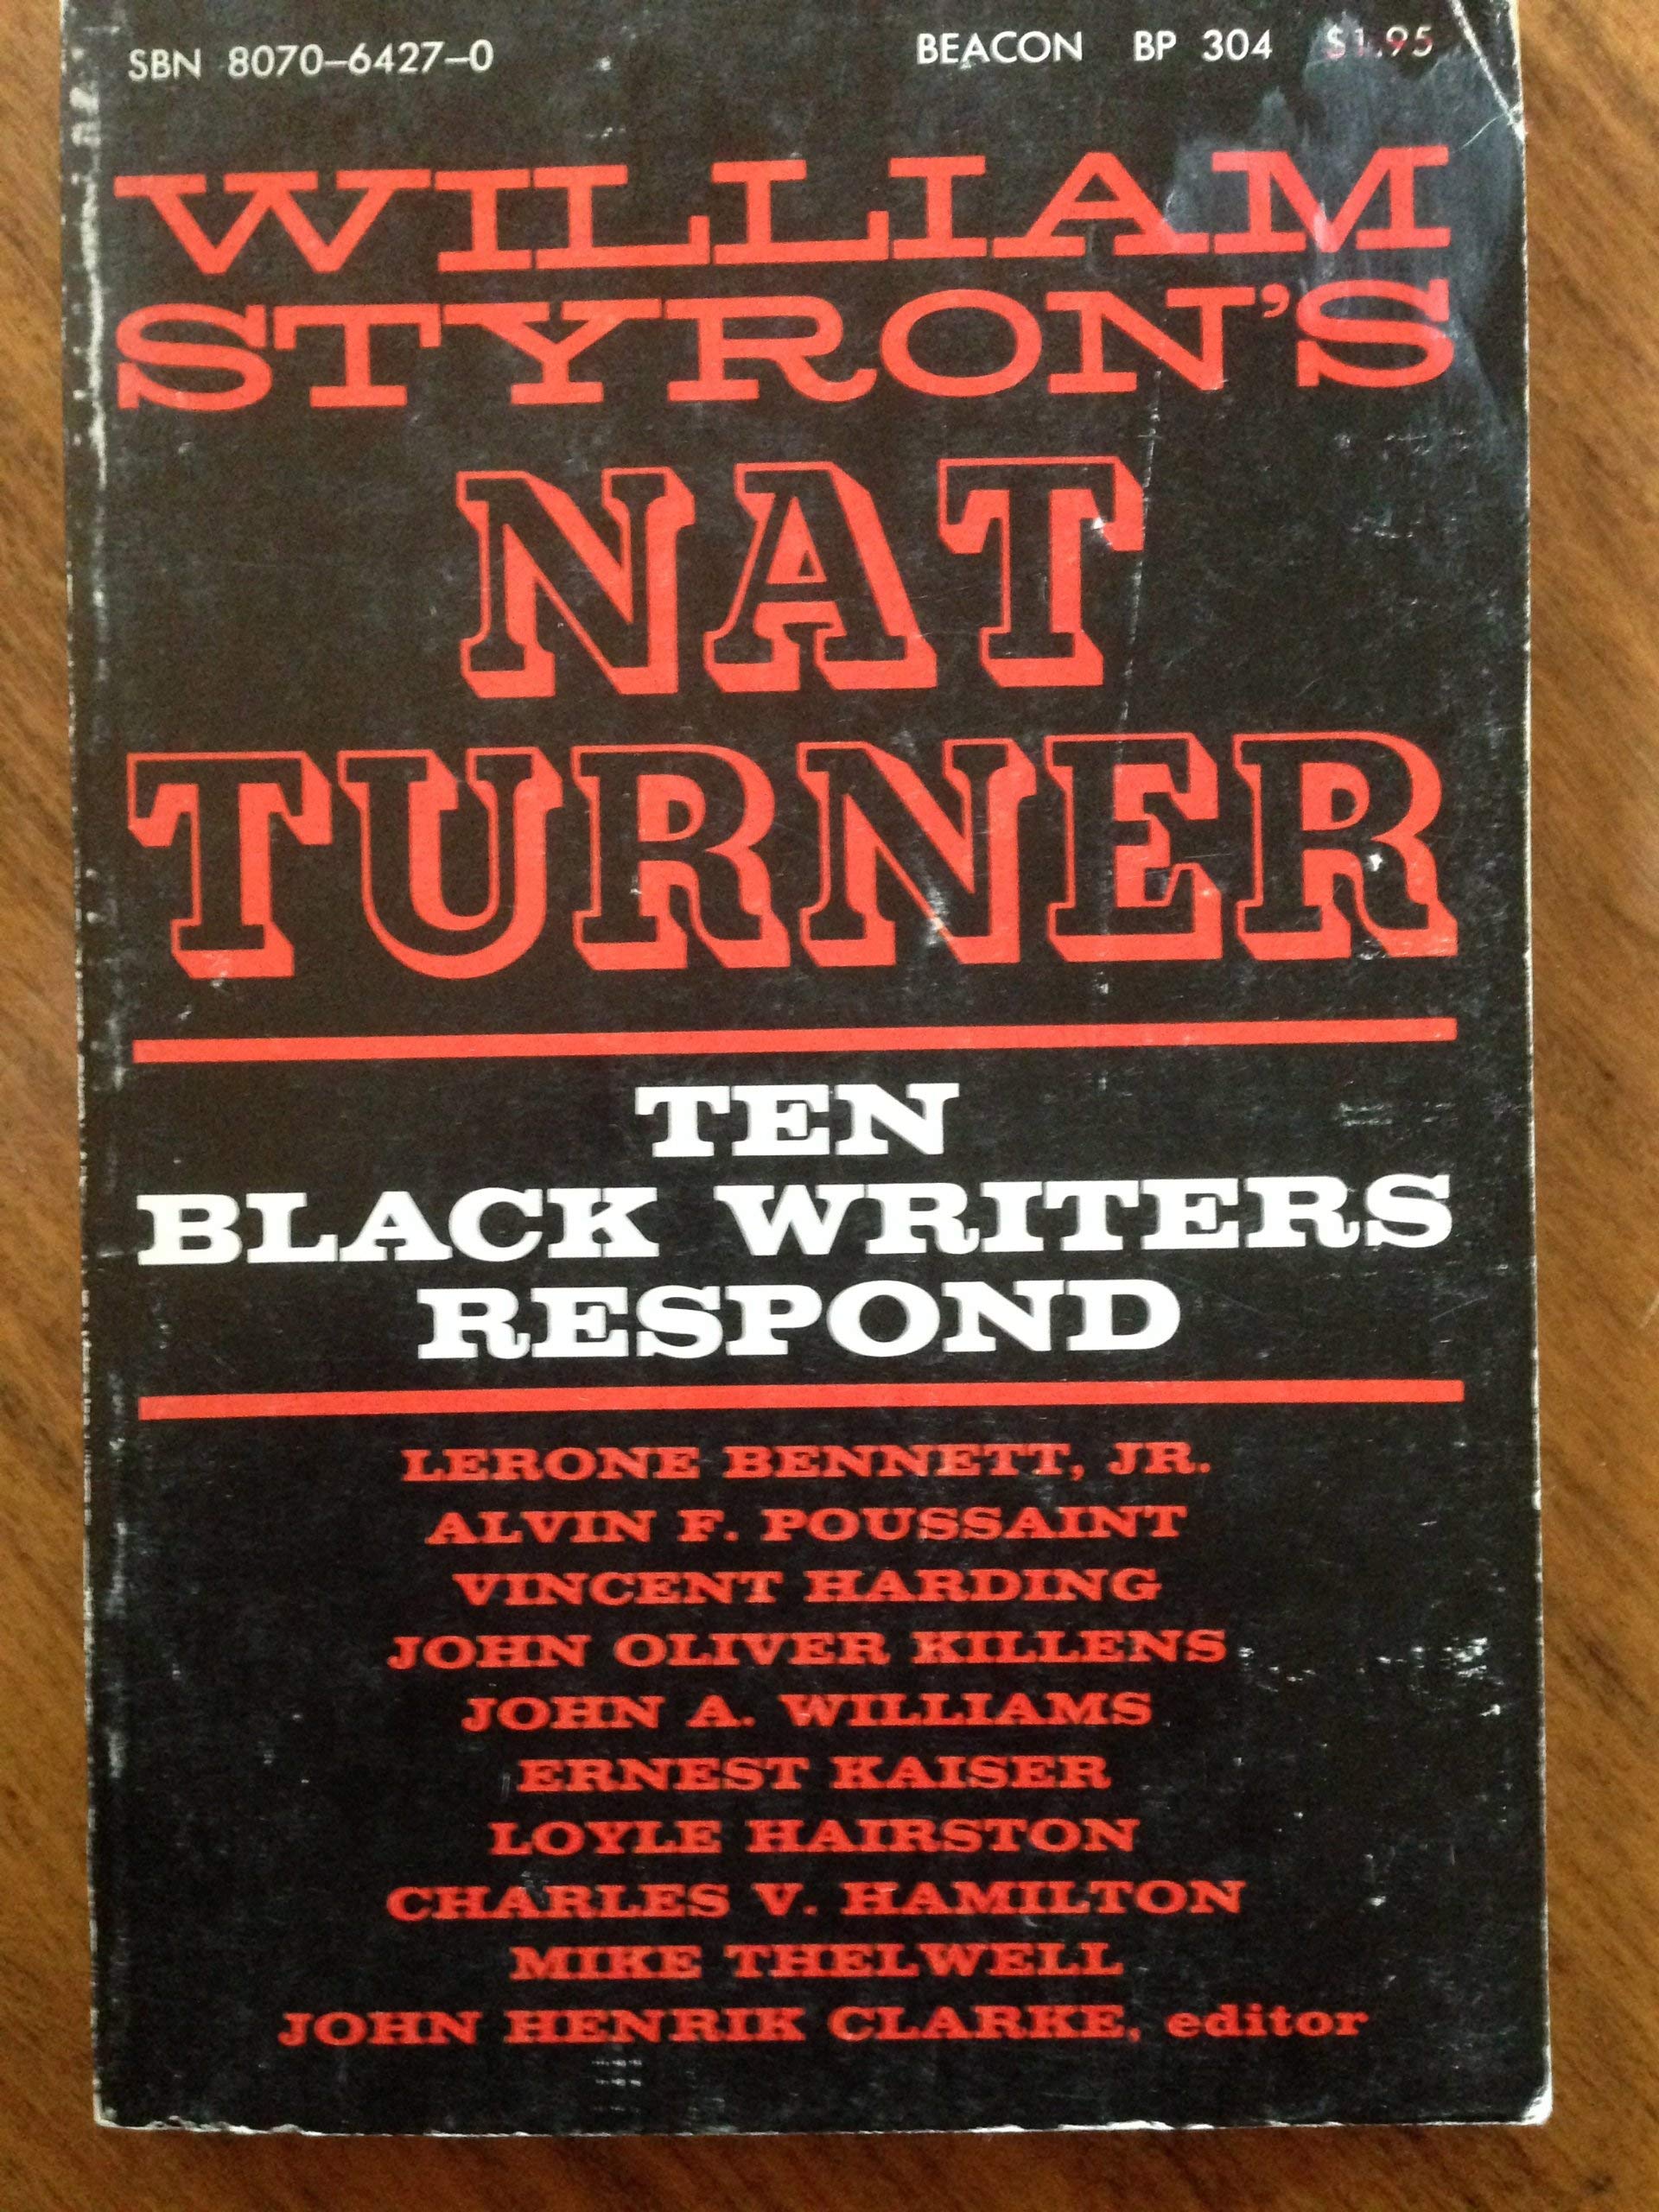 SBN 8070-6427-0 BEACON BP 304 $1.95
WILLIAM
STYRON'S
NAT
TURNER
TEN
BLACK WRITERS
RESPOND
LERONE BENNETT, JR.
ALVIN F. POUSSAINT
VINCENT HARDING
JOHN OLIVER KILLENS
JOHN A. WILLIAMS
ERNEST KAISER
LOYLE HAIRSTON
CHARLES V. HAMILTON
MIKE THELWELL
JOHN HENRIK CLARKE, editor